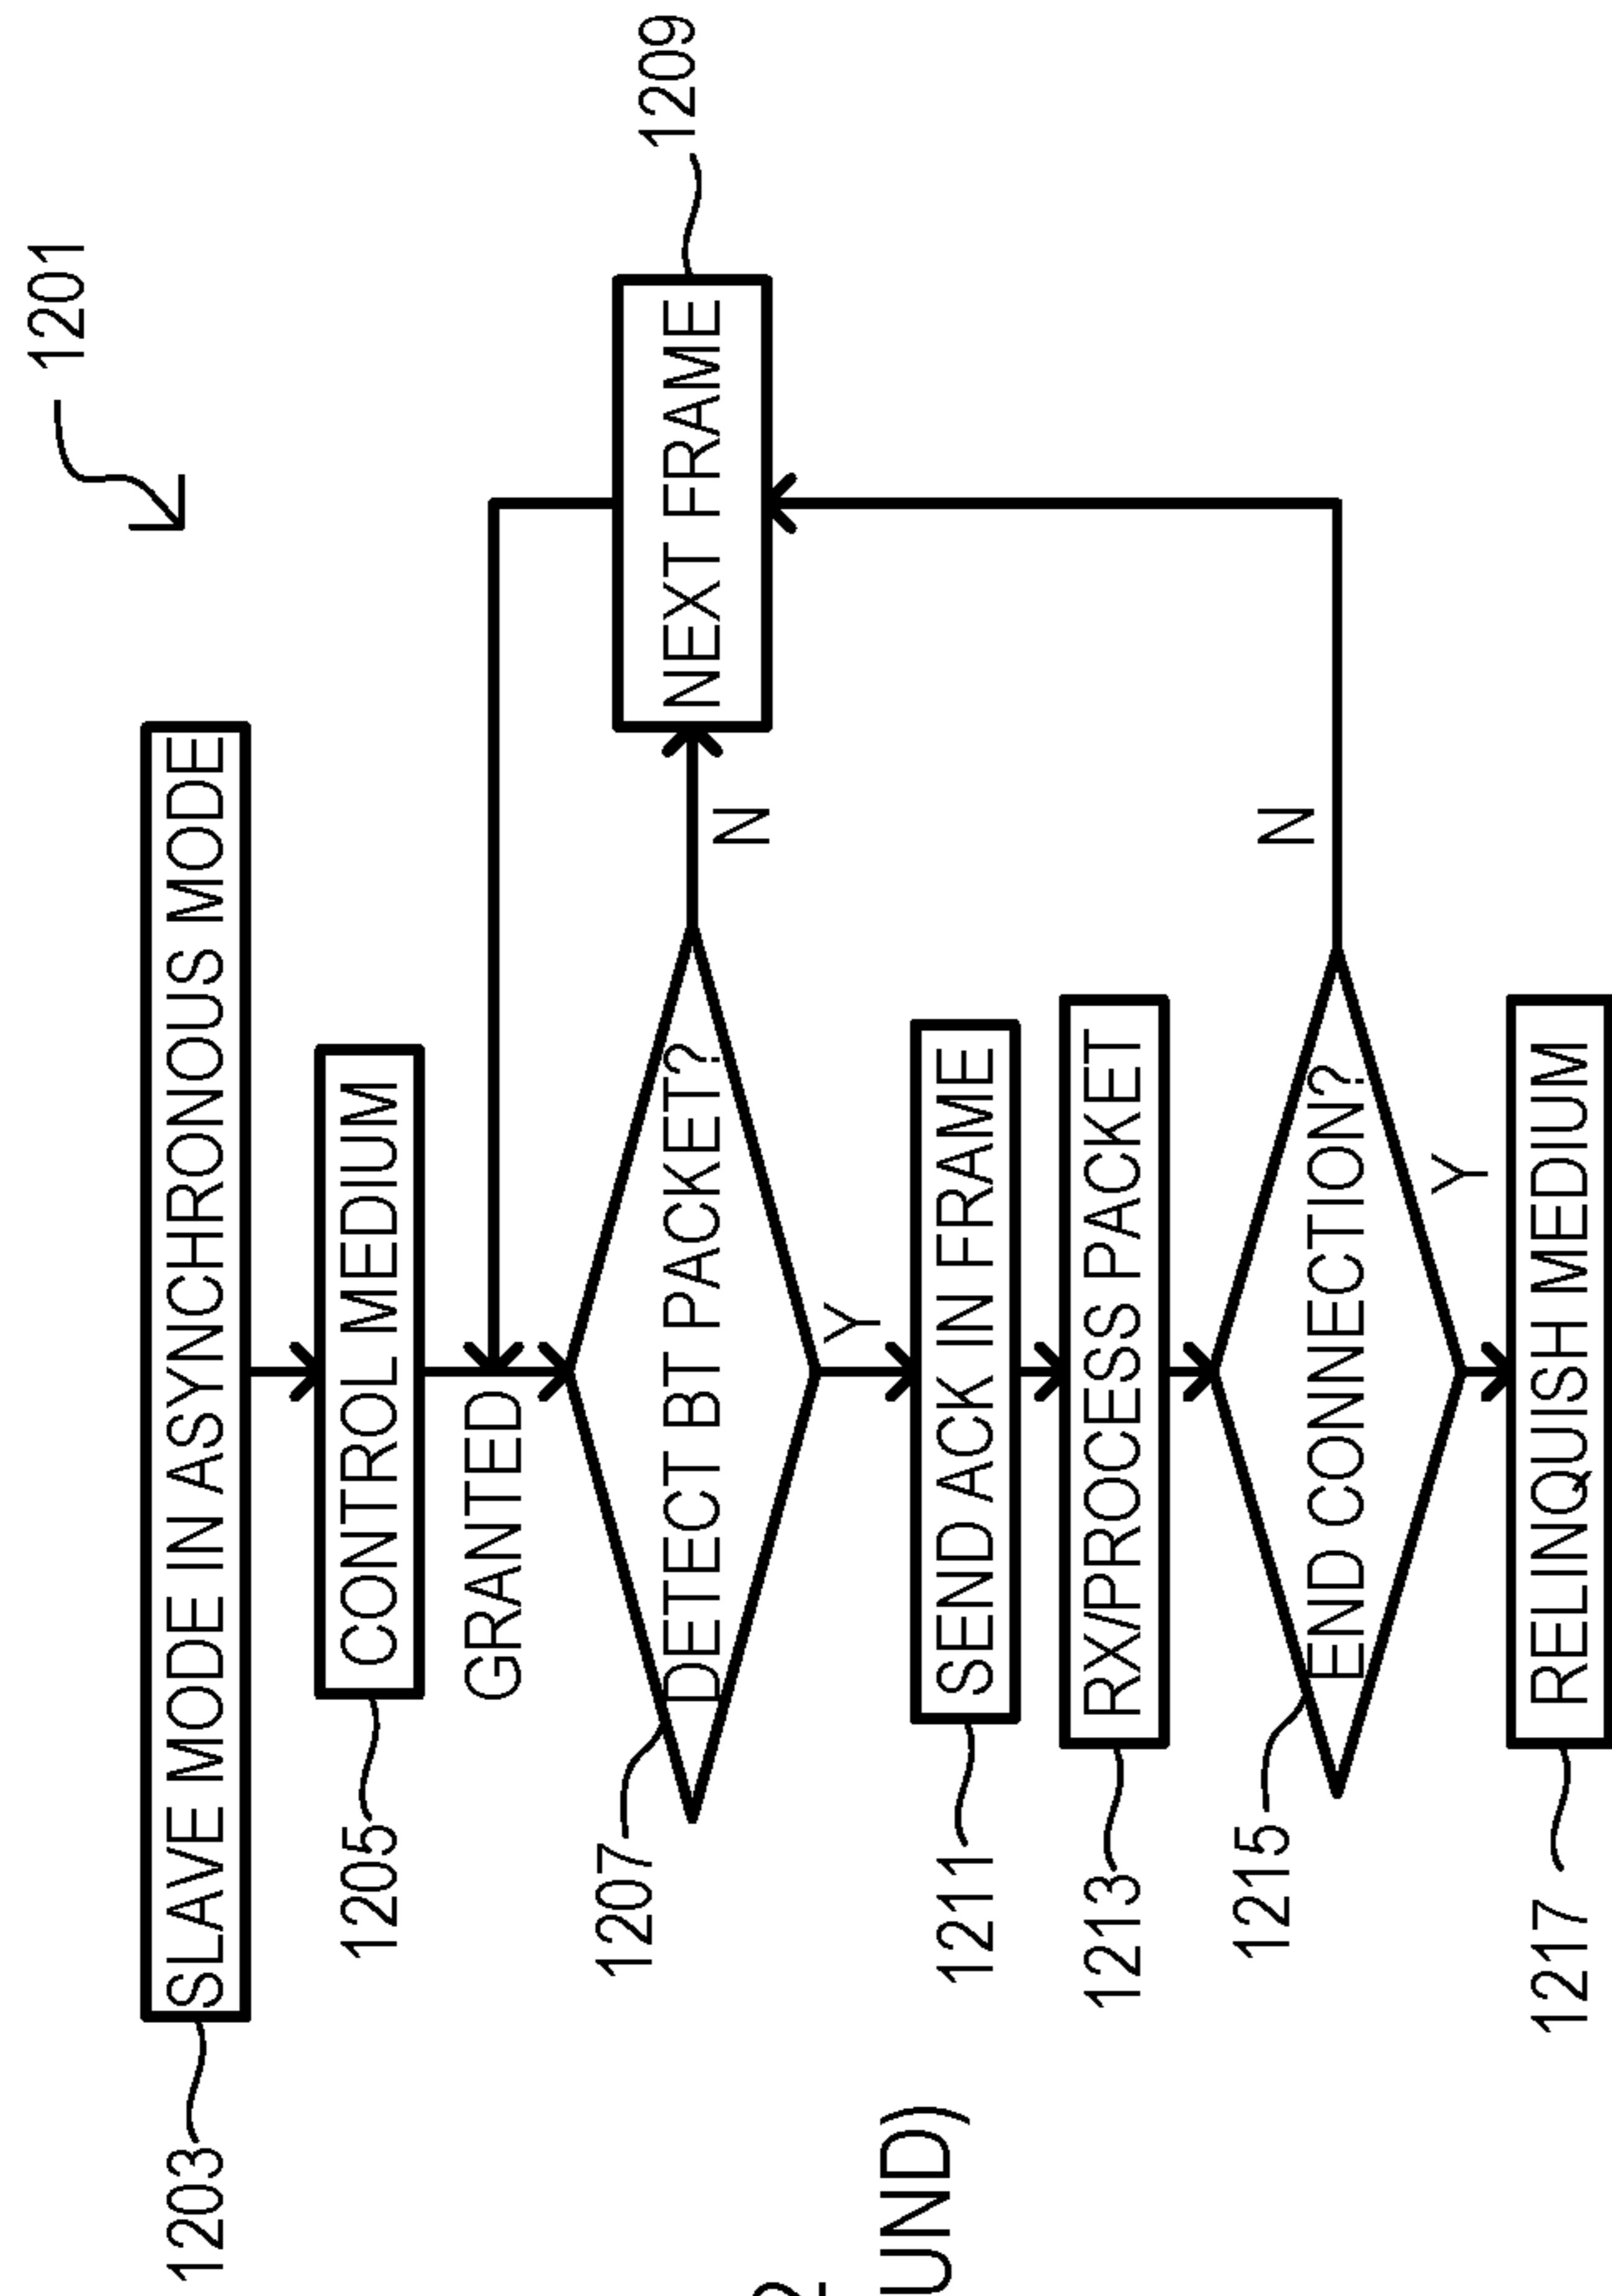 1201
1203
SLAVE MODE IN ASYNCHRONOUS MODE
1205
CONTROL MEDIUM
GRANTED
1207
DETECT BT PACKET?
N
NEXT FRAME
1209
Y
1211
SEND ACK IN FRAME
1213
RX/PROCESS PACKET
1215
END CONNECTION?
N
Y
1217
RELINQUISH MEDIUM
2
UND)